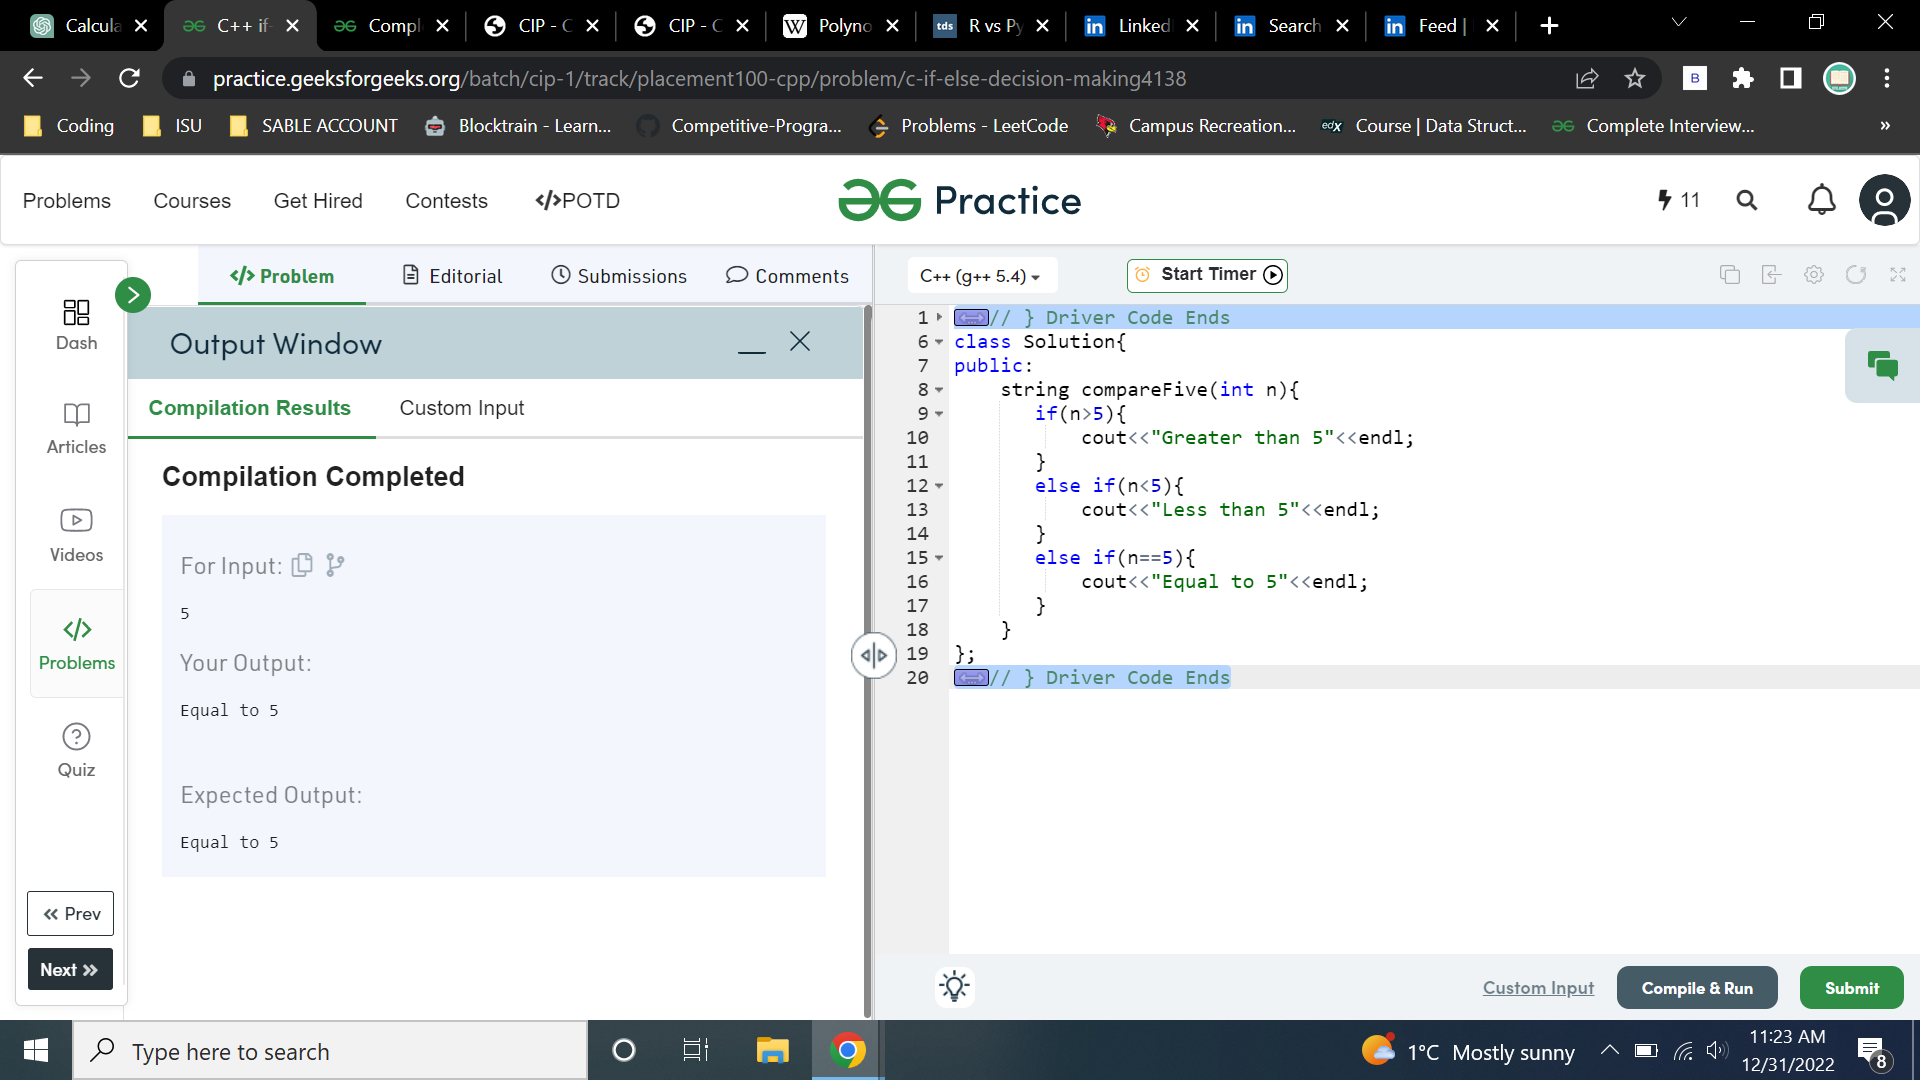 Calcula
C++ if-
Compl
CIP - C
CIP - C
W
Polyno
tds
R vs Py
in
Linked
in
Search
in
Feed |
practice.geeksforgeeks.org/batch/cip-1/track/placement100-cpp/problem/c-if-else-decision-making4138
B
Coding
ISU
SABLE ACCOUNT
Blocktrain - Learn...
Competitive-Progra...
Problems - LeetCode
Campus Recreation...
edX
Course | Data Struct...
Complete Interview...
»
Problems
Courses
Get Hired
Contests
</>POTD
Practice
11
Dash
Articles
Videos
</>
Problems
Quiz
« Prev
Next »
</> Problem
Editorial
Submissions
Comments
Output Window
Compilation Results
Custom Input
Compilation Completed
For Input:
5
Your Output:
Equal to 5
Expected Output:
Equal to 5
C++ (g++ 5.4)
Start Timer
1 // } Driver Code Ends
6 class Solution{
7 public:
8 string compareFive(int n){
9 if(n>5){
10 cout<<"Greater than 5"<<endl;
11 }
12 else if(n<5){
13 cout<<"Less than 5"<<endl;
14 }
15 else if(n==5){
16 cout<<"Equal to 5"<<endl;
17 }
18 }
19 };
20 // } Driver Code Ends
Custom Input
Compile & Run
Submit
Type here to search
1°C Mostly sunny
11:23 AM
12/31/2022
8